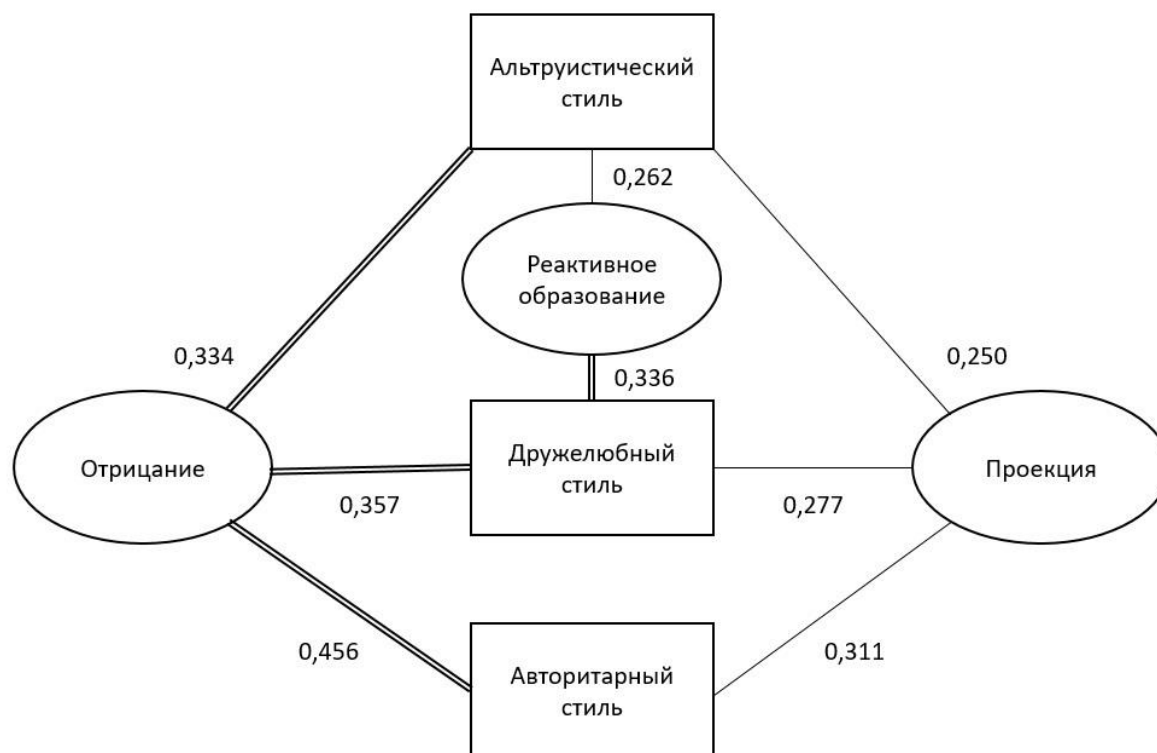 Альтруистический
стиль
0,262
Реактивное
образование
0,334
0,336
0,250
Отрицание
Дружелюбный
стиль
Проекция
0,357
0,277
0,456
0,311
Авторитарный
стиль